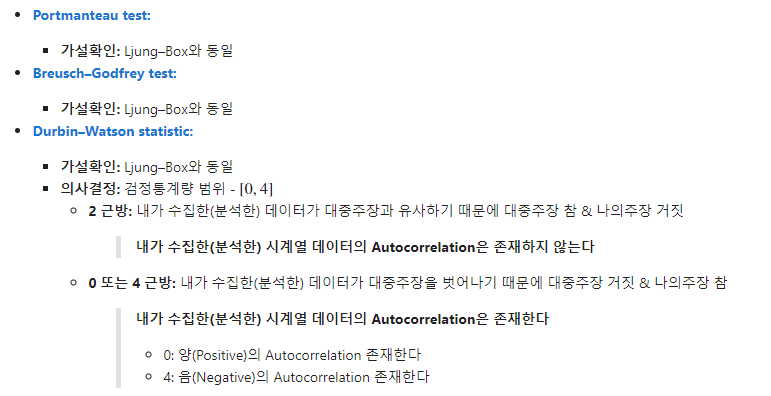 Portmanteau test:
가설확인: Ljung–Box와 동일
Breusch–Godfrey test:
가설확인: Ljung–Box와 동일
Durbin–Watson statistic:
가설확인: Ljung–Box와 동일
의사결정: 검정통계량 범위 - [0, 4]
2 근방: 내가 수집한(분석한) 데이터가 대중주장과 유사하기 때문에 대중주장 참 & 나의주장 거짓
내가 수집한(분석한) 시계열 데이터의 Autocorrelation은 존재하지 않는다
0 또는 4 근방: 내가 수집한(분석한) 데이터가 대중주장을 벗어나기 때문에 대중주장 거짓 & 나의주장 참
내가 수집한(분석한) 시계열 데이터의 Autocorrelation은 존재한다
0: 양(Positive)의 Autocorrelation 존재한다
4: 음(Negative)의 Autocorrelation 존재한다